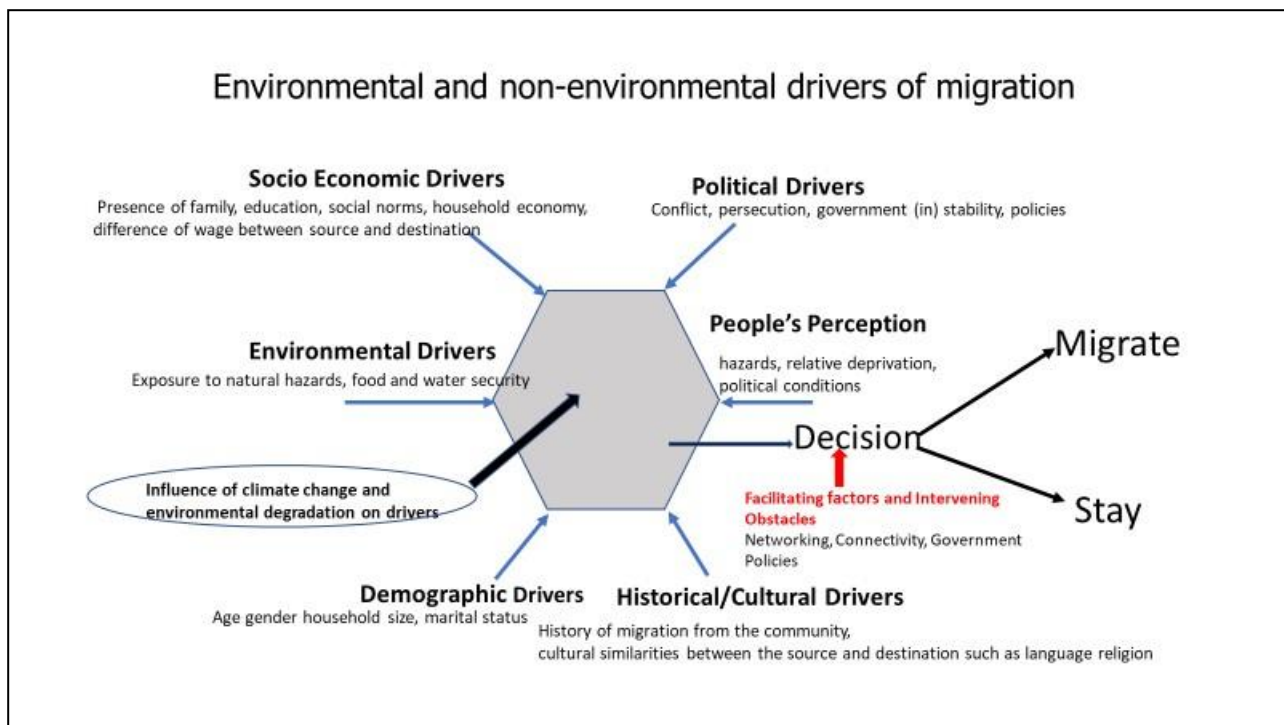 Environmental and non-environmental drivers of migration
Socio Economic Drivers
Presence of family, education, social norms, household economy,
difference of wage between source and destination
Political Drivers
Conflict, persecution, government (in) stability, policies
Environmental Drivers
Exposure to natural hazards, food and water security
People’s Perception
hazards, relative deprivation,
political conditions
Migrate
Decision
Stay
Influence of climate change and
environmental degradation on drivers
Facilitating factors and Intervening
Obstacles
Networking, Connectivity, Government
Policies
Demographic Drivers
Age gender household size, marital status
Historical/Cultural Drivers
History of migration from the community,
cultural similarities between the source and destination such as language religion